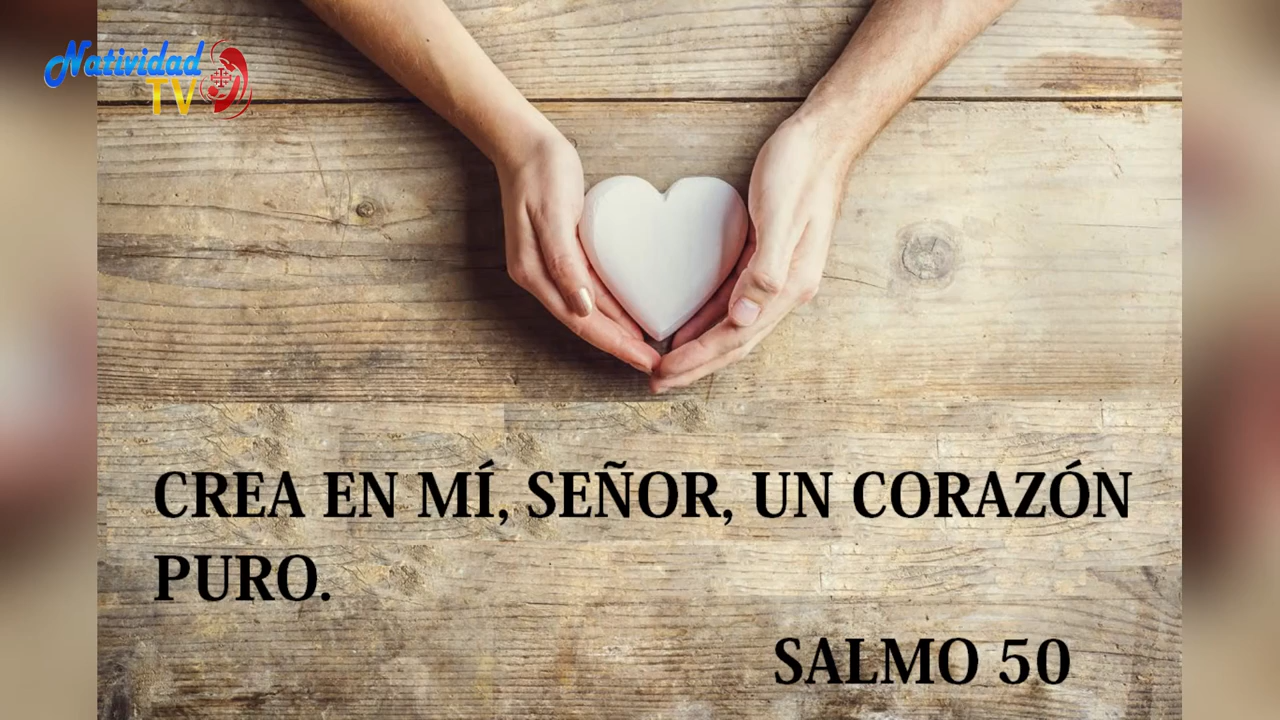 Natividad
TV
CREA EN MÍ, SEÑOR, UN CORAZÓN
PURO.
SALMO 50